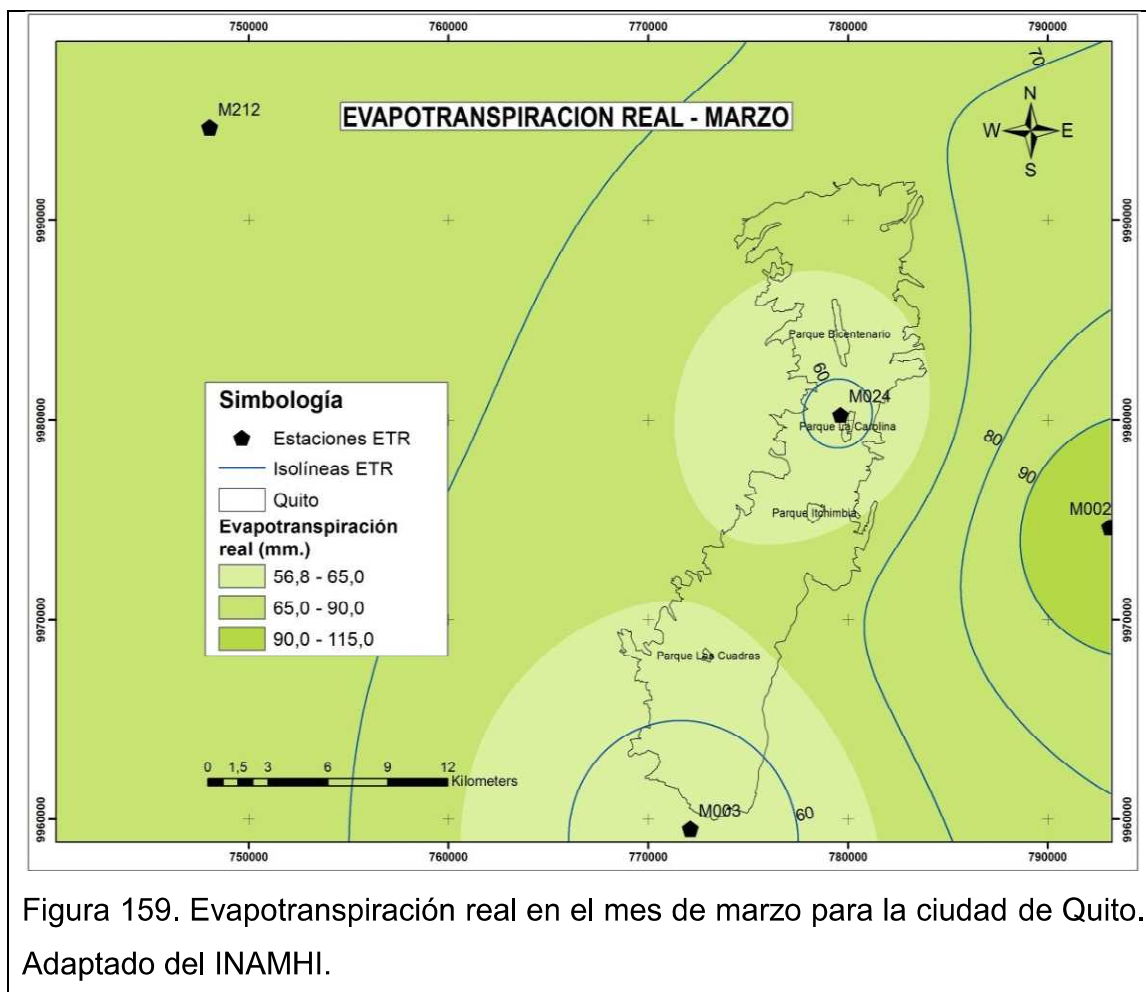 750000 760000 770000 780000 790000
70
M212
EVAPOTRANSPIRACION REAL - MARZO
N
W E
S
9990000 9990000
Parque Bicentenario
60
M024
Parque La Carolina
9980000 9980000
80
90
M002
Parque Itchimbia
Simbología
Estaciones ETR
Isolíneas ETR
Quito
Evapotranspiración
real (mm.)
56,8 - 65,0
65,0 - 90,0
90,0 - 115,0
9970000 9970000
Parque Las Cuadras
0 1,5 3 6 9 12
Kilometers
M003
60
9960000 9960000
750000 760000 770000 780000 790000
Figura 159. Evapotranspiración real en el mes de marzo para la ciudad de Quito.
Adaptado del INAMHI.